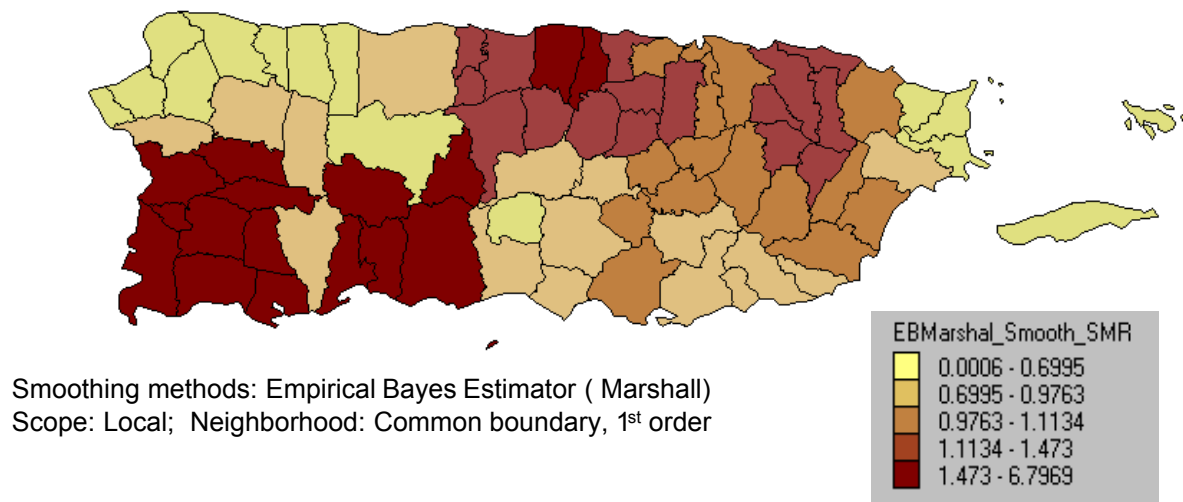 EBMarshal_Smooth_SMR
0.0006 - 0.6995
0.6995 - 0.9763
0.9763 - 1.1134
1.1134 - 1.473
1.473 - 6.7969
Smoothing methods: Empirical Bayes Estimator ( Marshall)
Scope: Local; Neighborhood: Common boundary, 1st order